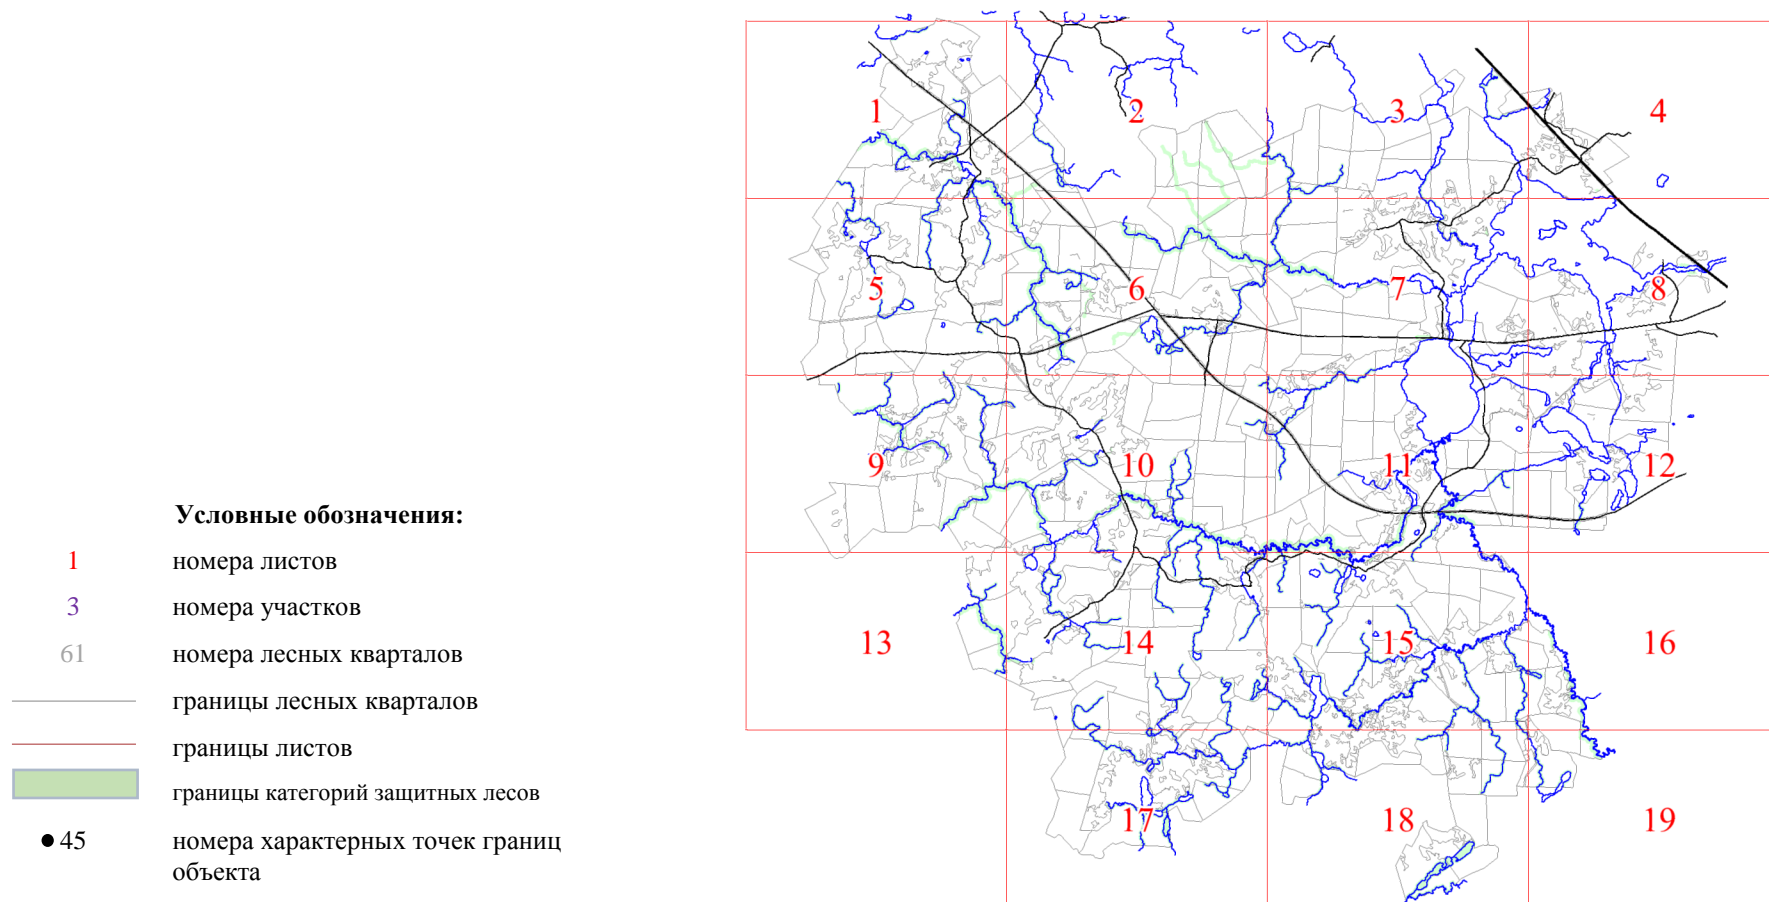 Условные обозначения:
1 номера листов
3 номера участков
61 номера лесных кварталов
границы лесных кварталов
границы листов
границы категорий защитных лесов
45 номера характерных точек границ
объекта
1 2 3 4
5 6 7 8
9 10 11 12
13 14 15 16
17 18 19